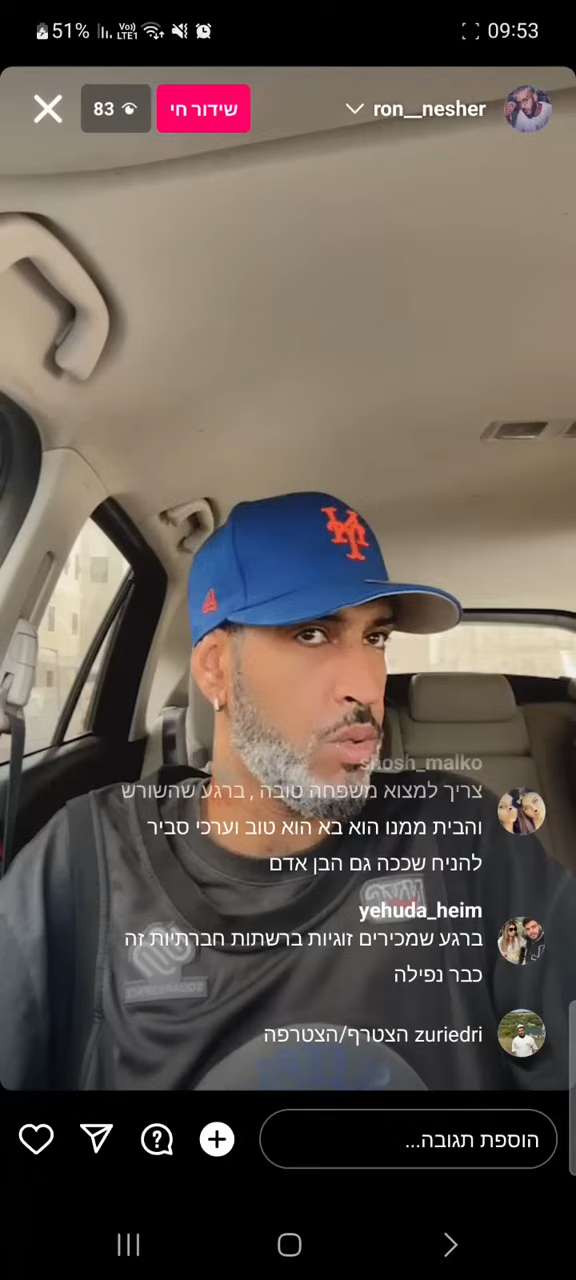 51% Vo)) LTE1 09:53
ron__nesher שידור חי 83
shosh_malko
צריך למצוא משפחה טובה , ברגע שהשורש
והבית ממנו הוא בא הוא טוב וערכי סביר
להניח שככה גם הבן אדם
yehuda_heim
ברגע שמכירים זוגיות ברשתות חברתיות זה
כבר נפילה
zuriedri הצטרף/הצטרפה
הוספת תגובה...